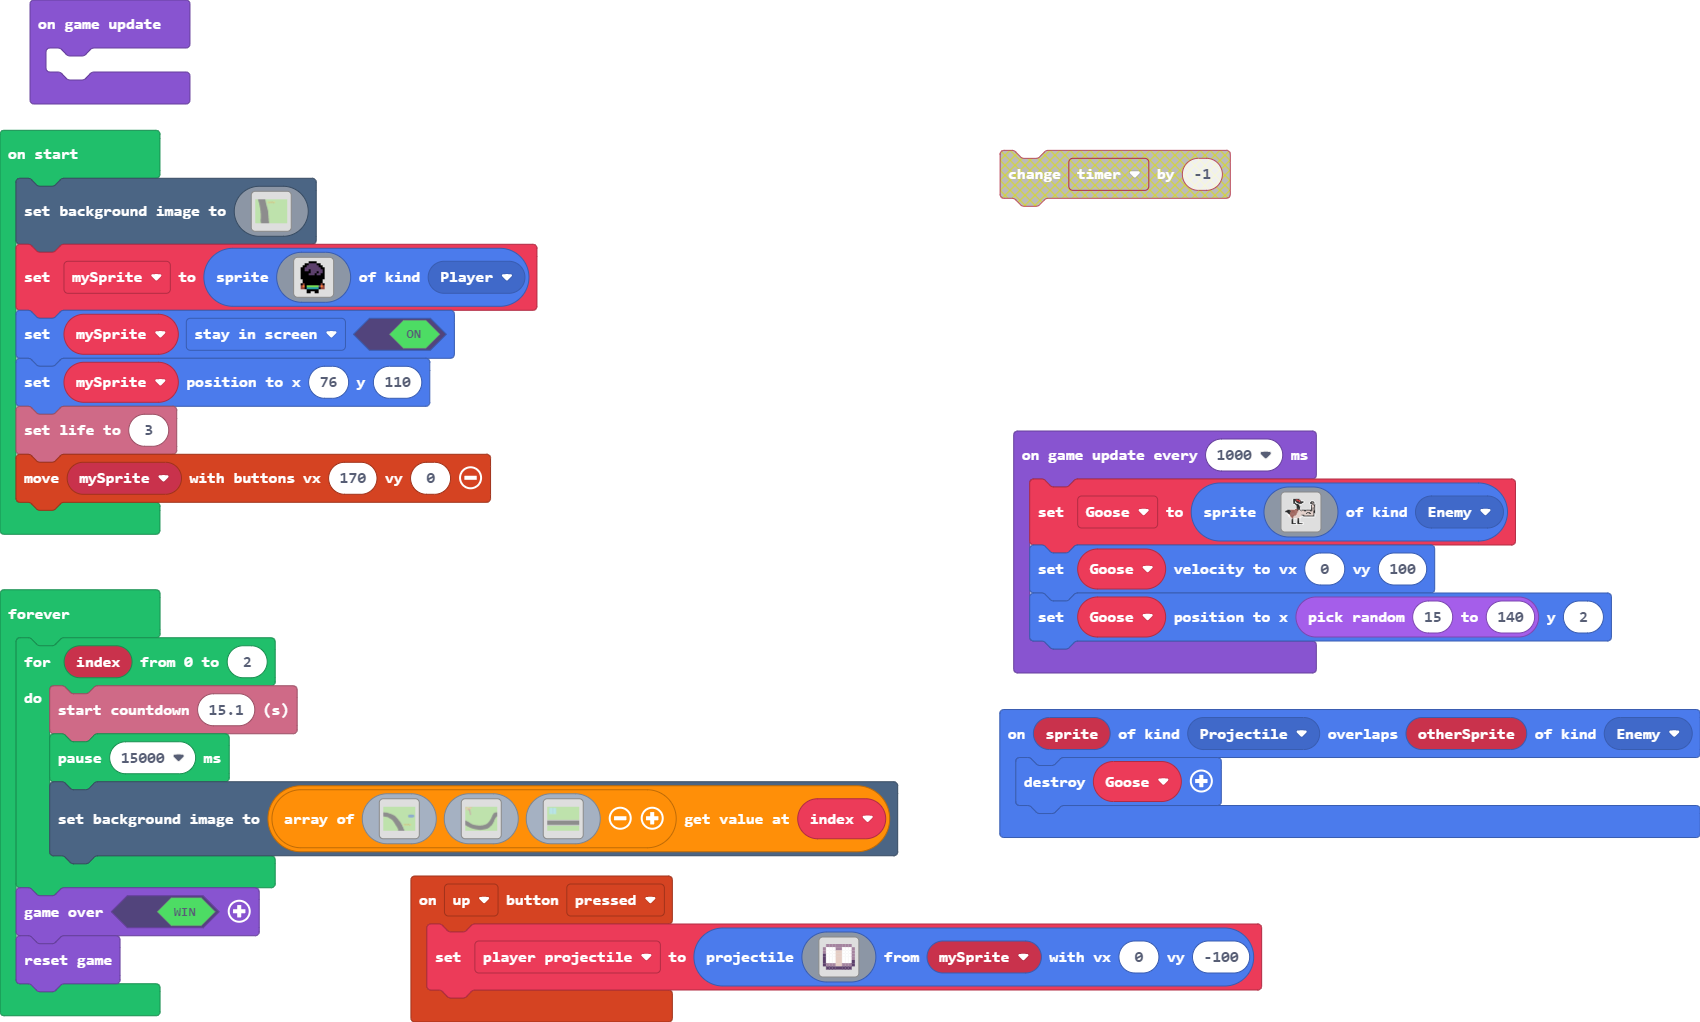 on game update
on start
set background image to
set mySprite to sprite of kind Player
set mySprite stay in screen ON
set mySprite position to x 76 y 110
set life to 3
move mySprite with buttons vx 170 vy 0
forever
for index from 0 to 2
do
start countdown 15.1 (s)
pause 15000 ms
set background image to array of get value at index
game over WIN
reset game
on up button pressed
set player projectile to projectile from mySprite with vx 0 vy -100
change timer by -1
on game update every 1000 ms
set Goose to sprite of kind Enemy
set Goose velocity to vx 0 vy 100
set Goose position to x pick random 15 to 140 y 2
on sprite of kind Projectile overlaps otherSprite of kind Enemy
destroy Goose